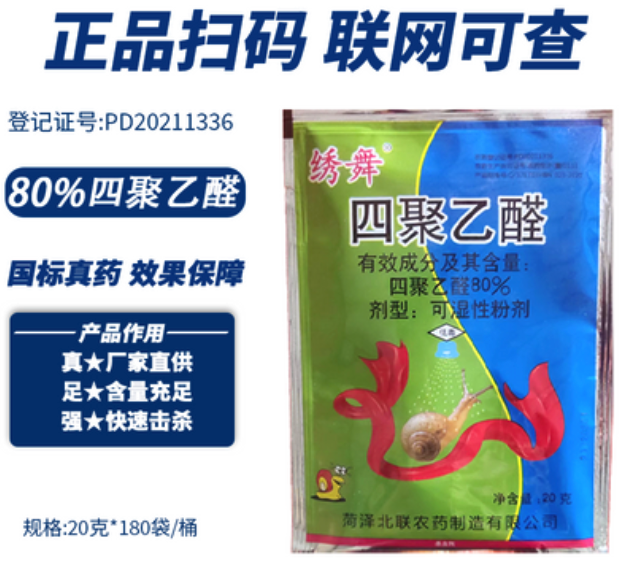 正品扫码 联网可查
登记证号:PD20211336
80%四聚乙醛
国标真药 效果保障
产品作用
真★厂家直供
足★含量充足
强★快速击杀
规格:20克*180袋/桶
绣舞®
四聚乙醛
有效成分及其含量:
四聚乙醛80%
剂型：可湿性粉剂
低毒
净含量:20克
菏泽北联农药制造有限公司